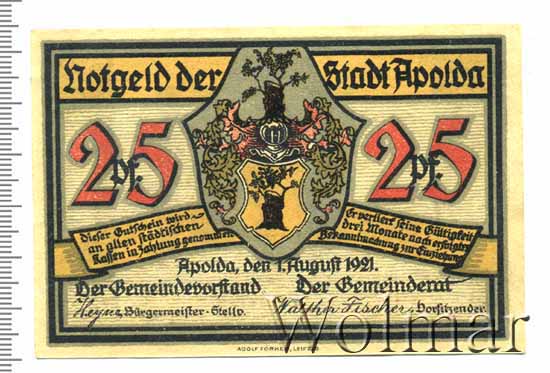 Notgeld der Stadt Apolda
25 pf. 25 pf.
Dieser Gutschein wird
an allen städtischen
Kassen in Zahlung genommen
Er verliert seine Gültigkeit
drei Monate nach erfolgter
Bekanntmachung zur Einziehung
Apolda, den 1. August 1921.
Der Gemeindevorstand Der Gemeinderat
Heyne Bürgermeister-Stellv. Walther Fischer, Vorsitzender.
ADOLF FORKER, LEIPZIG
Wolmar